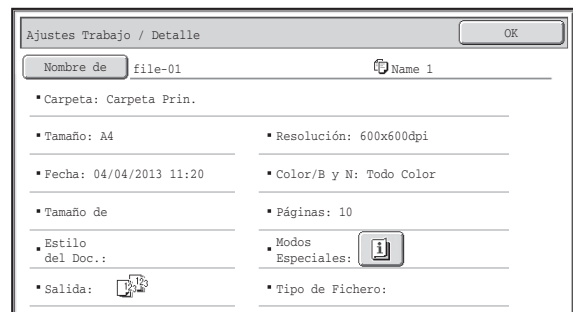 Ajustes Trabajo / Detalle
OK
Nombre de
file-01
Name 1
Carpeta: Carpeta Prin.
Tamaño: A4
Resolución: 600x600dpi
Fecha: 04/04/2013 11:20
Color/B y N: Todo Color
Tamaño de
Páginas: 10
Estilo
del Doc.:
Modos
Especiales:
Salida:
123
123
Tipo de Fichero: